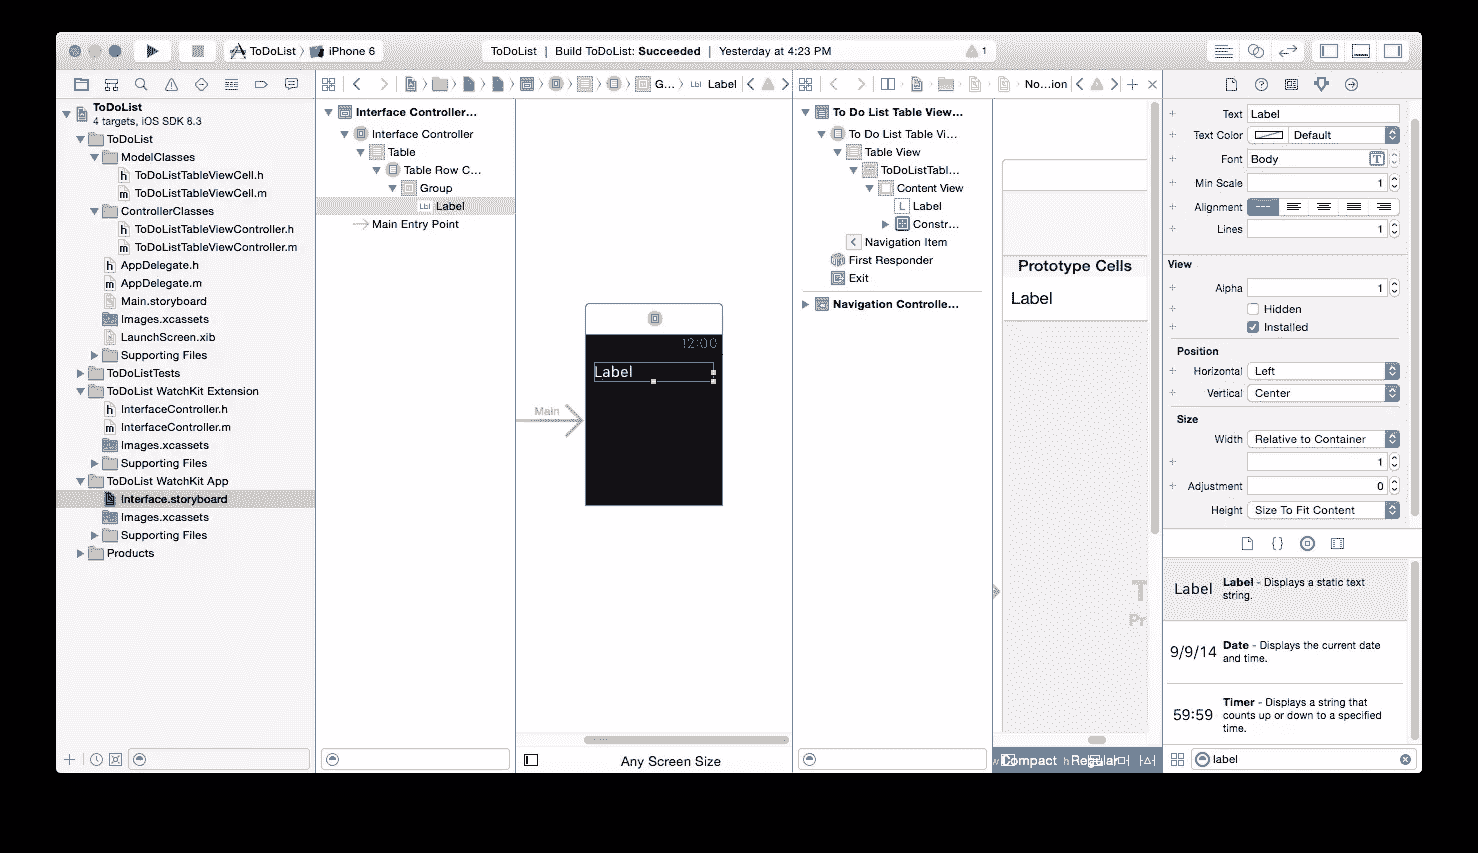 ToDoList iPhone 6
ToDoList | Build ToDoList: Succeeded | Yesterday at 4:23 PM 1
G... Label
No...ion
ToDoList
4 targets, iOS SDK 8.3
ToDoList
ModelClasses
h ToDoListTableViewCell.h
m ToDoListTableViewCell.m
ControllerClasses
h ToDoListTableViewController.h
m ToDoListTableViewController.m
h AppDelegate.h
m AppDelegate.m
Main.storyboard
Images.xcassets
LaunchScreen.xib
Supporting Files
ToDoListTests
ToDoList WatchKit Extension
h InterfaceController.h
m InterfaceController.m
Images.xcassets
Supporting Files
ToDoList WatchKit App
Interface.storyboard
Images.xcassets
Supporting Files
Products
Interface Controller...
Interface Controller
Table
Table Row C...
Group
Lbl Label
Main Entry Point
Main
12:00
Label
Any Screen Size
To Do List Table View...
To Do List Table Vi...
Table View
ToDoListTabl...
Content View
L Label
Constr...
Navigation Item
First Responder
Exit
Navigation Controlle...
Prototype Cells
Label
T
Pr
Compact h Regular
Text Label
Text Color Default
Font Body T
Min Scale 1
Alignment
Lines 1
View
Alpha 1
Hidden
Installed
Position
Horizontal Left
Vertical Center
Size
Width Relative to Container
1
Adjustment 0
Height Size To Fit Content
{}
Label Label - Displays a static text
string.
9/9/14 Date - Displays the current date
and time.
59:59 Timer - Displays a string that
counts up or down to a specified
time.
label